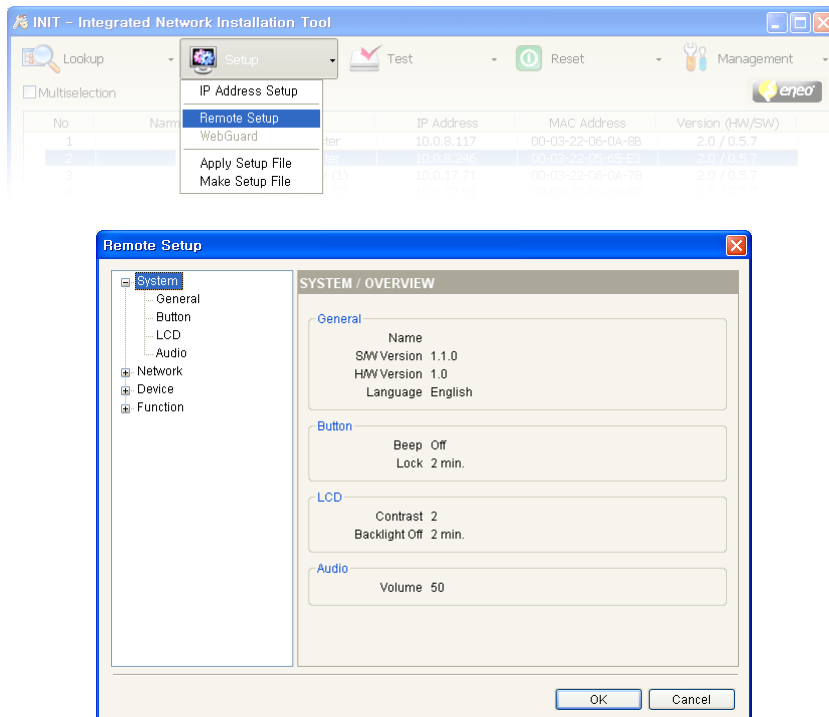 INIT - Integrated Network Installation Tool
Lookup Setup Test Reset Management
Multiselection
eneo
IP Address Setup
Remote Setup
WebGuard
Apply Setup File
Make Setup File
No Nam IP Address MAC Address Version (HW/SW)
1 ter 10.0.8.117 00-03-22-06-0A-8B 2.0 / 0.5.7
2 2.0 / 0.5.7
3 (1) 10.0.17.71 00-03-22-06-0A-7B 2.0 / 0.5.7
Remote Setup
System
General
Button
LCD
Audio
Network
Device
Function
SYSTEM / OVERVIEW
General
Name
S/W Version 1.1.0
H/W Version 1.0
Language English
Button
Beep Off
Lock 2 min.
LCD
Contrast 2
Backlight Off 2 min.
Audio
Volume 50
OK Cancel